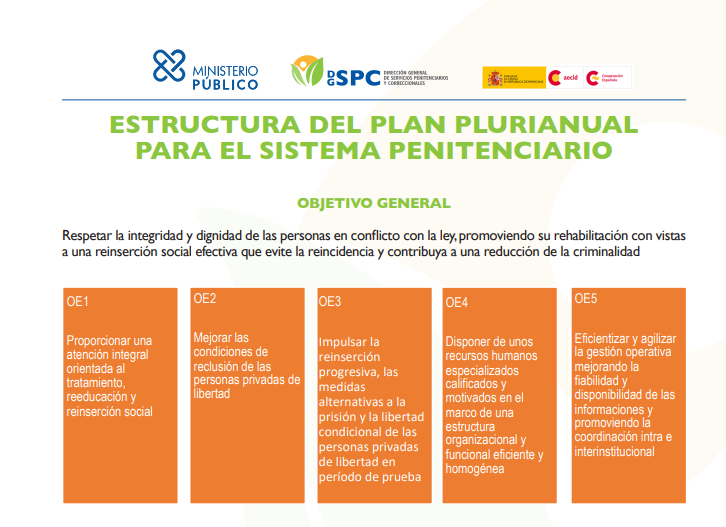 MINISTERIO
PÚBLICO
DGSPC
DIRECCIÓN GENERAL
DE SERVICIOS PENITENCIARIOS
Y CORRECCIONALES
aecid
Cooperación
Española
ESTRUCTURA DEL PLAN PLURIANUAL
PARA EL SISTEMA PENITENCIARIO
OBJETIVO GENERAL
Respetar la integridad y dignidad de las personas en conflicto con la ley, promoviendo su rehabilitación con vistas
a una reinserción social efectiva que evite la reincidencia y contribuya a una reducción de la criminalidad
OE1
Proporcionar una
atención integral
orientada al
tratamiento,
reeducación y
reinserción social
OE2
Mejorar las
condiciones de
reclusión de las
personas privadas de
libertad
OE3
Impulsar la
reinserción
progresiva, las
medidas
alternativas a la
prisión y la libertad
condicional de las
personas privadas
de libertad en
período de prueba
OE4
Disponer de unos
recursos humanos
especializados
calificados y
motivados en el
marco de una
estructura
organizacional y
funcional eficiente y
homogénea
OE5
Eficientizar y agilizar
la gestión operativa
mejorando la
fiabilidad y
disponibilidad de las
informaciones y
promoviendo la
coordinación intra e
interinstitucional